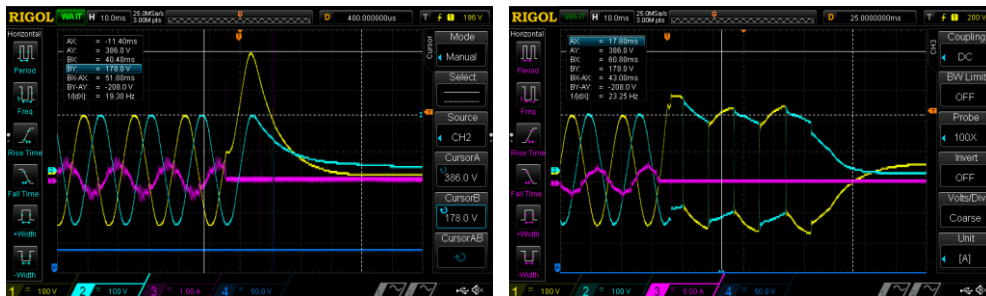 RIGOL WAIT H 10.0ms 25.0MSa/s 3.00M pts D 400.000000us T f 1 196 V
Horizontal
Period
Freq
Rise Time
Fall Time
+Width
-Width
AX: = -11.40ms
AY: = 386.0 V
BX: = 40.40ms
BY: = 178.0 V
BX-AX: = 51.80ms
BY-AY: = -208.0 V
1/|dX|: = 19.30 Hz
Cursor
Mode
Manual
Select
Source
CH2
CursorA
386.0 V
CursorB
178.0 V
CursorAB
1 = 100 V 2 = 100 V 3 = 1.00 A 4 = 50.0 V
RIGOL WAIT H 10.0ms 25.0MSa/s 3.00M pts D 25.0000000ms T f 1 200 V
Horizontal
Period
Freq
Rise Time
Fall Time
+Width
-Width
AX: = 17.80ms
AY: = 386.0 V
BX: = 60.80ms
BY: = 178.0 V
BX-AX: = 43.00ms
BY-AY: = -208.0 V
1/|dX|: = 23.25 Hz
CH3
Coupling
DC
BW Limit
OFF
Probe
100X
Invert
OFF
Volts/Div
Coarse
Unit
[A]
1 = 100 V 2 = 100 V 3 = 5.00 A 4 = 50.0 V